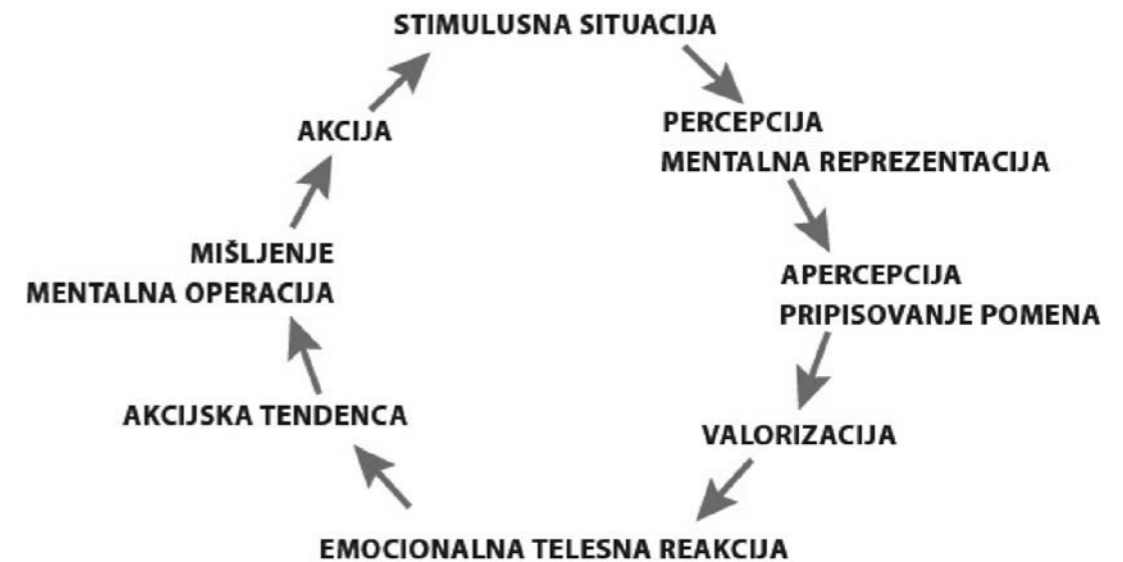 STIMULUSNA SITUACIJA
PERCEPCIJA
MENTALNA REPREZENTACIJA
APERCEPCIJA
PRIPISOVANJE POMENA
VALORIZACIJA
EMOCIONALNA TELESNA REAKCIJA
AKCIJSKA TENDENCA
MIŠLJENJE
MENTALNA OPERACIJA
AKCIJA